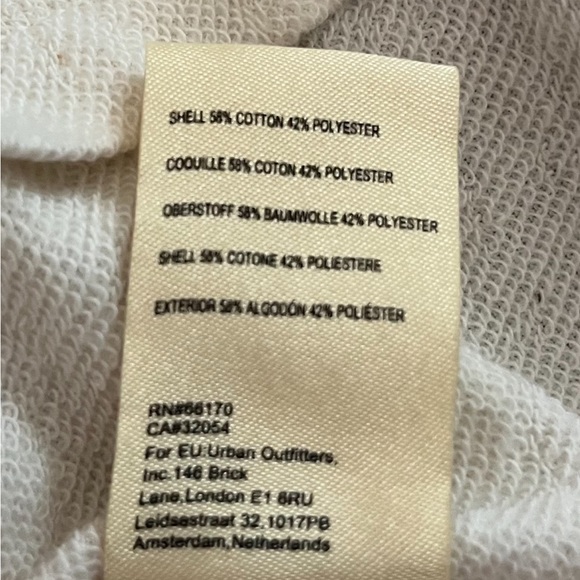 SHELL 58% COTTON 42% POLYESTER
COQUILLE 58% COTON 42% POLYESTER
OBERSTOFF 58% BAUMWOLLE 42% POLYESTER
SHELL 58% COTONE 42% POLIESTERE
EXTERIOR 58% ALGODÓN 42% POLIÉSTER
RN#66170
CA#32054
For EU:Urban Outfitters,
Inc.146 Brick
Lane,London E1 6RU
Leidsestraat 32,1017PB
Amsterdam,Netherlands